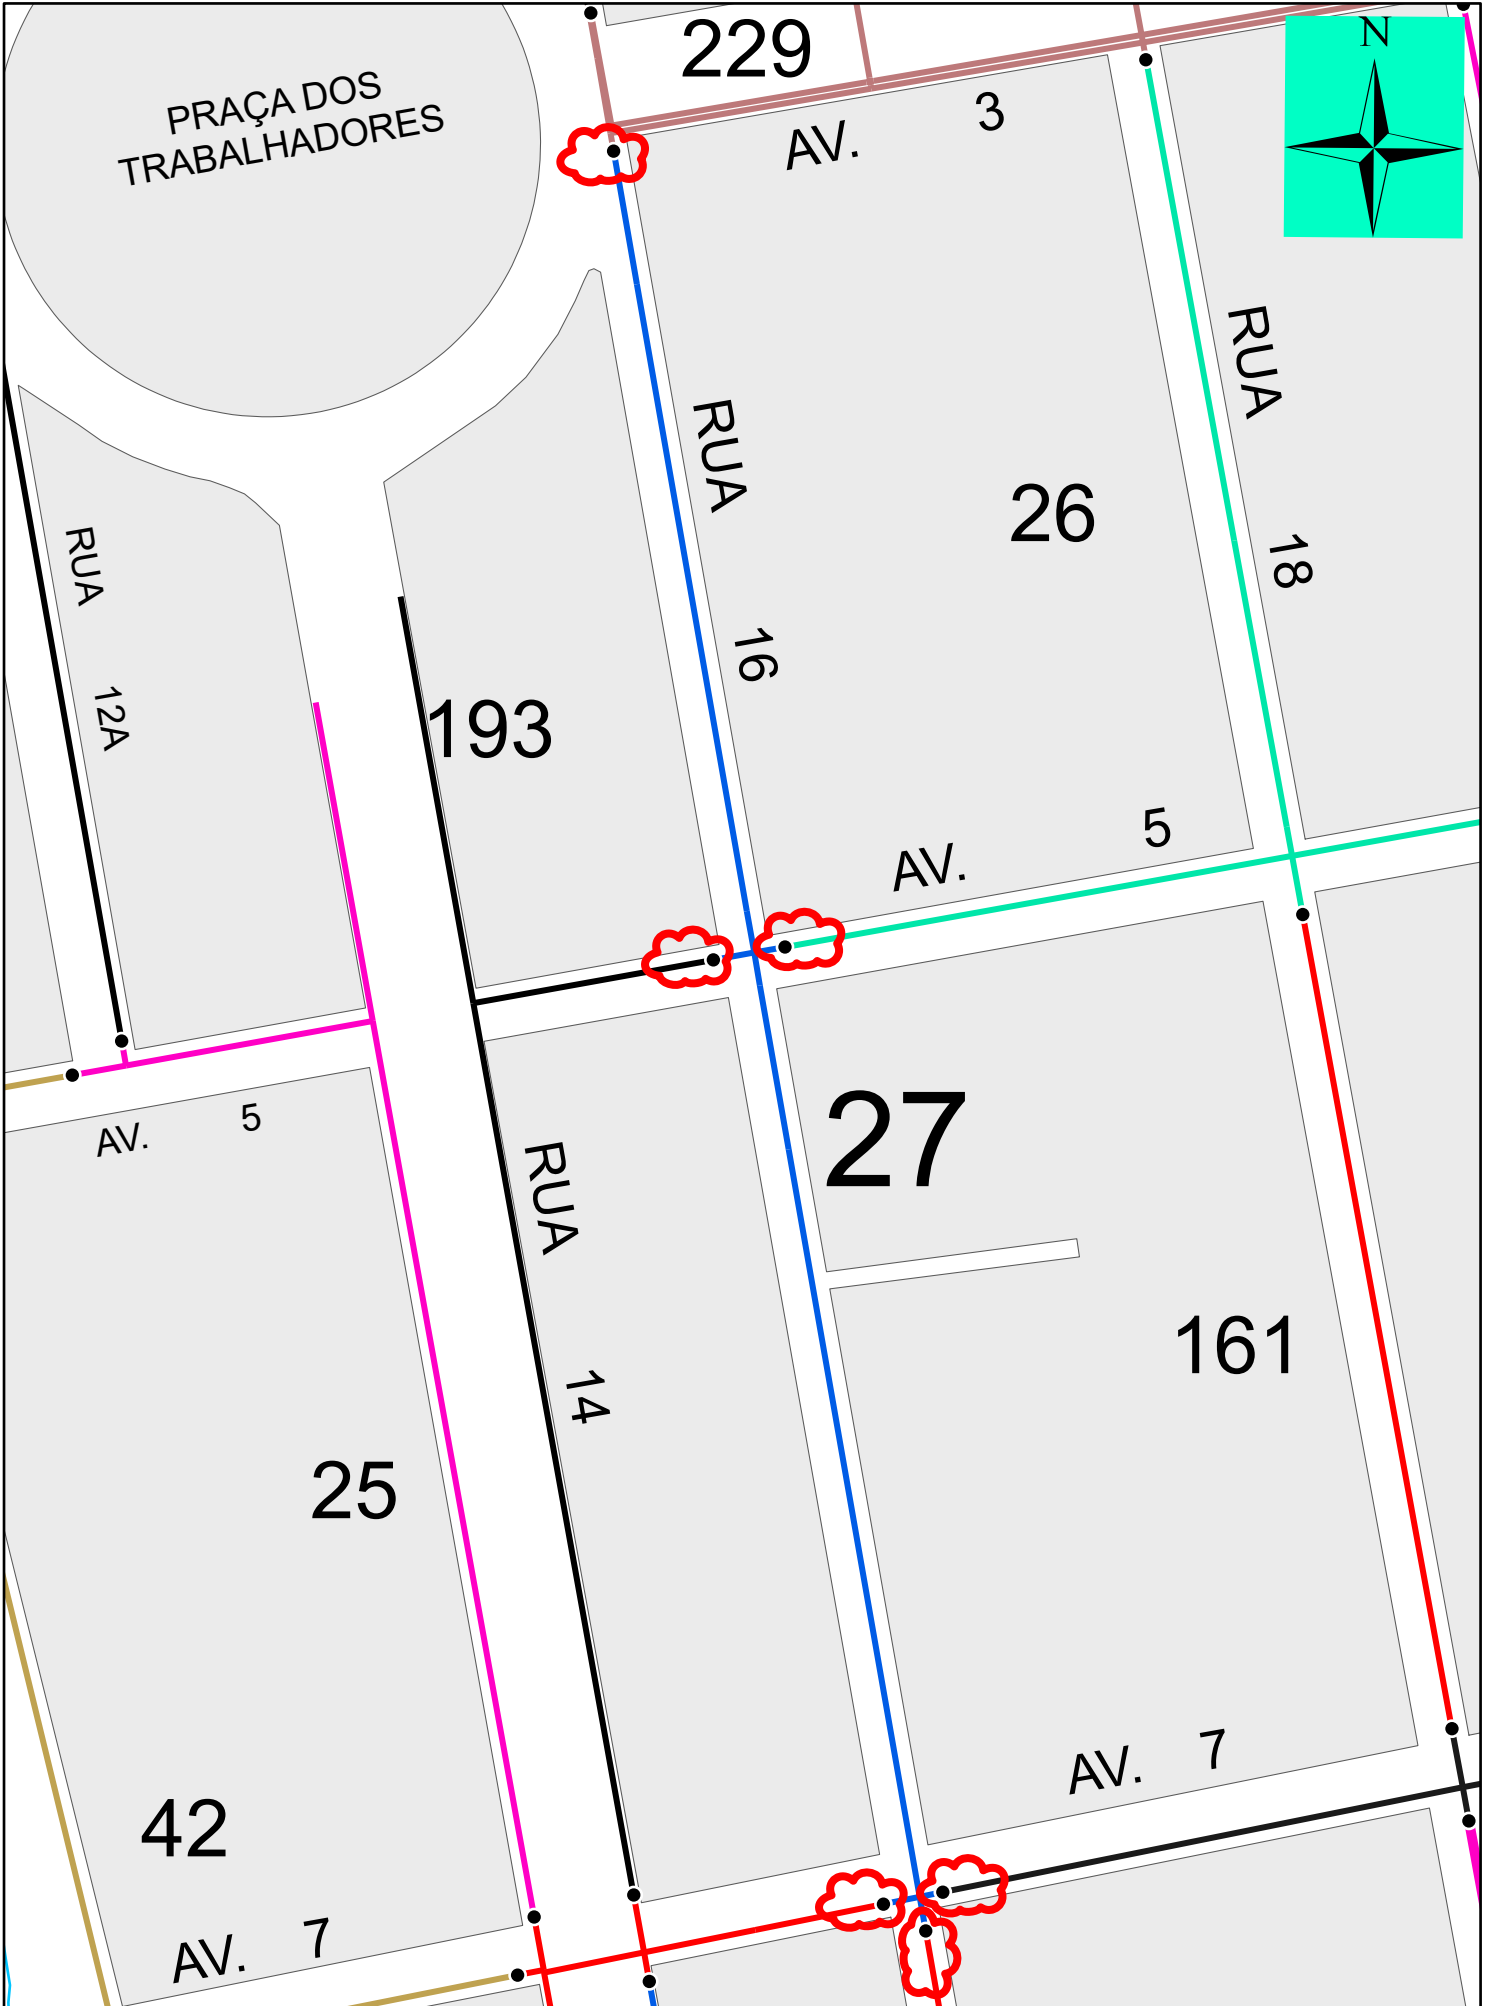 229
N
PRAÇA DOS
TRABALHADORES
AV. 3
RUA 18
RUA 16
26
RUA 12A
193
AV. 5
AV. 5
27
RUA 14
161
25
AV. 7
42
AV. 7